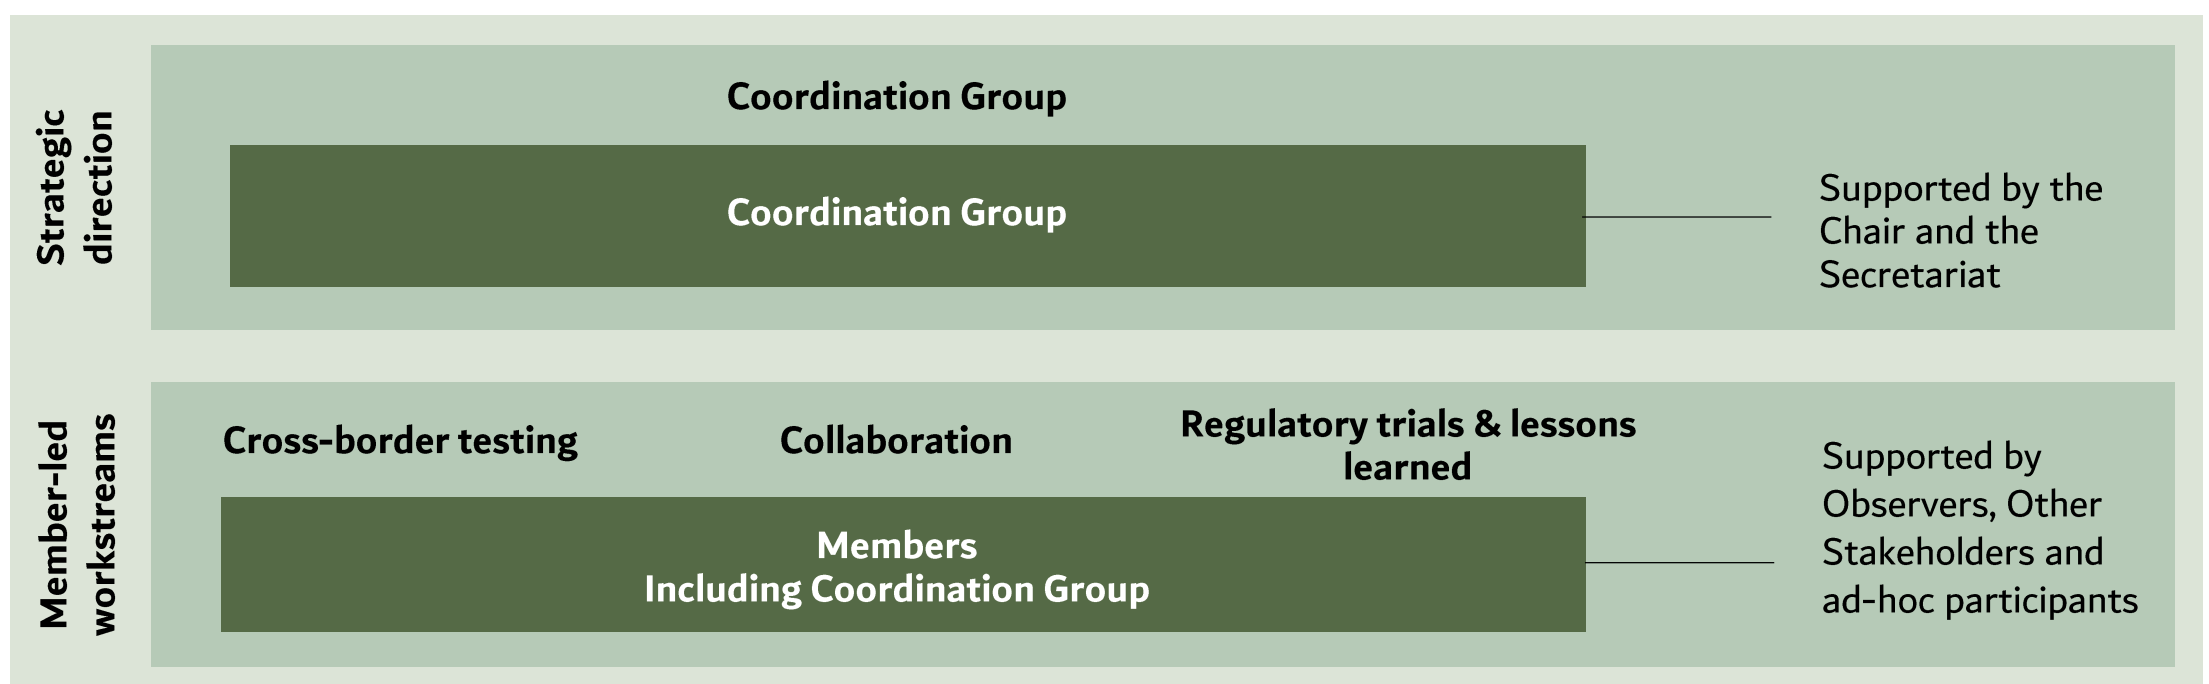 Strategic
direction
Coordination Group
Coordination Group
Supported by the
Chair and the
Secretariat
Member-led
workstreams
Cross-border testing
Collaboration
Regulatory trials & lessons
learned
Members
Including Coordination Group
Supported by
Observers, Other
Stakeholders and
ad-hoc participants